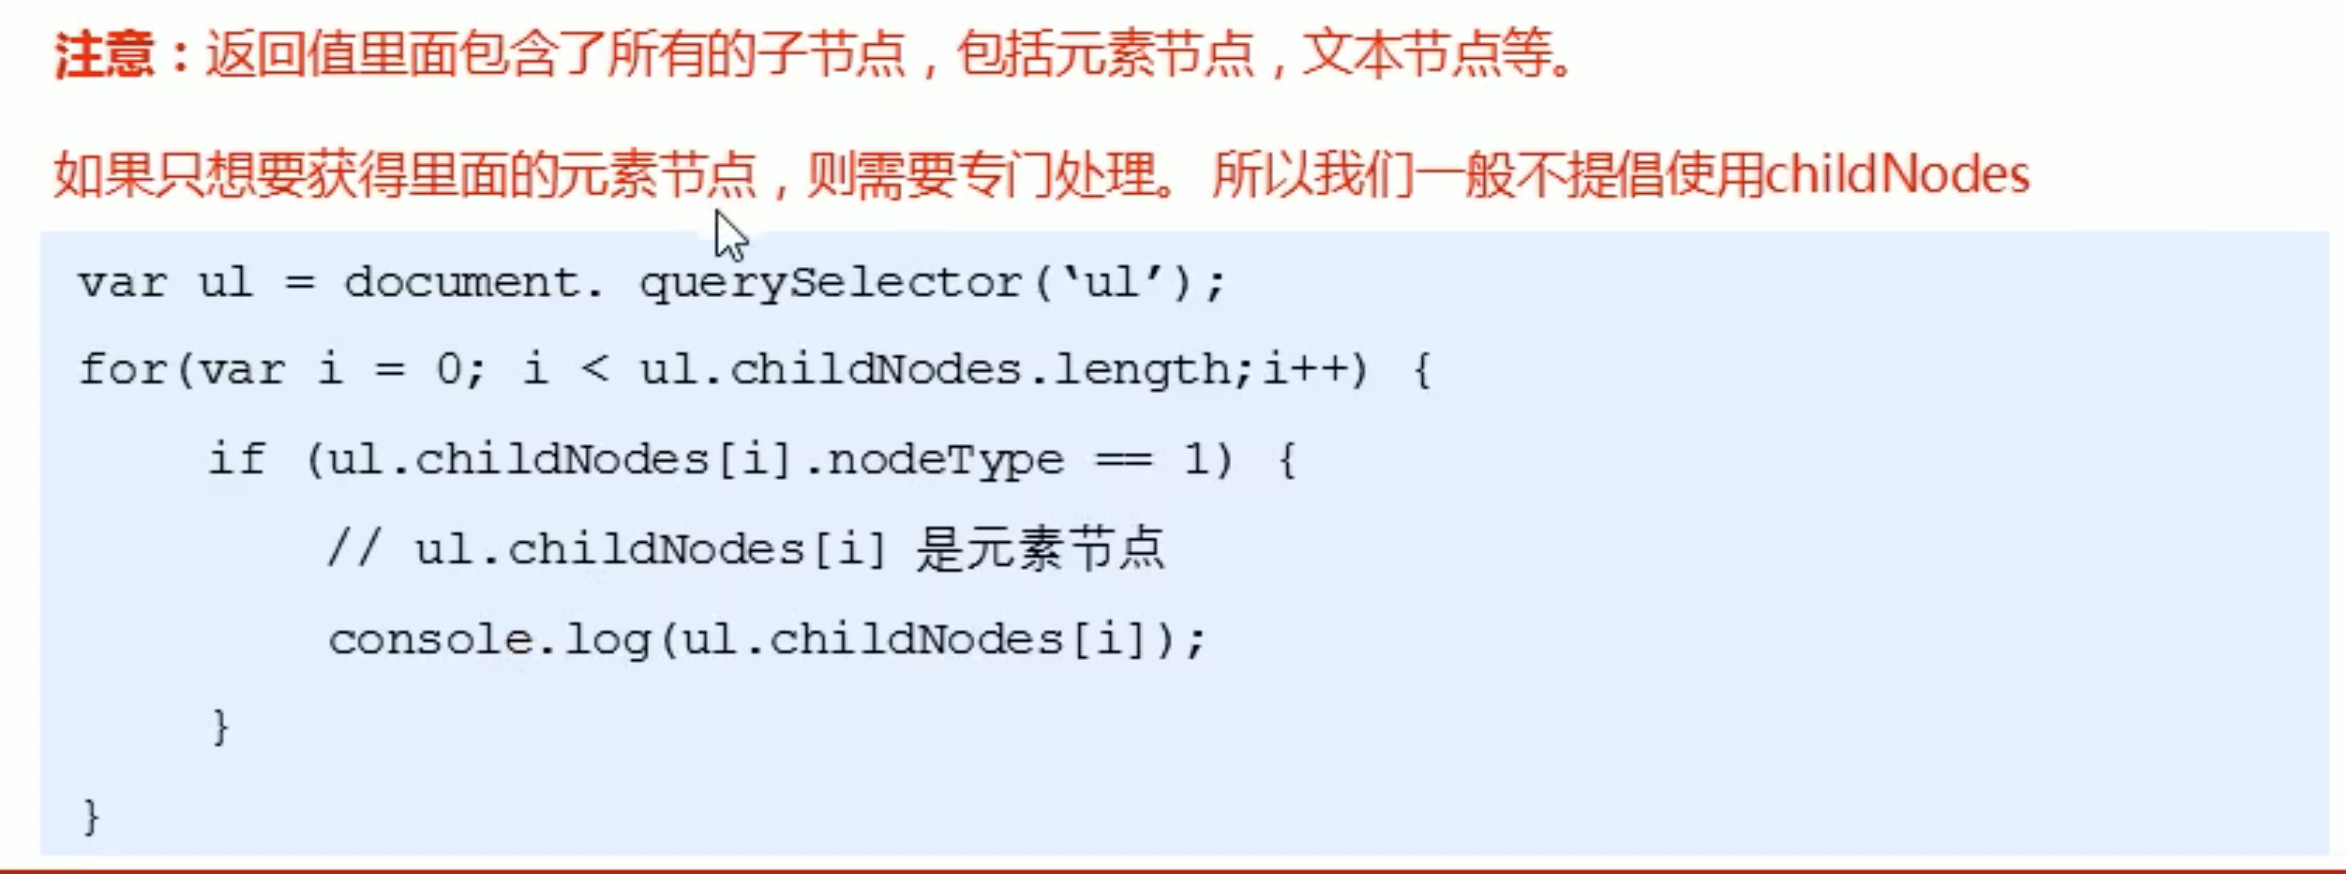 注意：返回值里面包含了所有的子节点，包括元素节点，文本节点等。
如果只想要获得里面的元素节点，则需要专门处理。 所以我们一般不提倡使用childNodes
var ul = document. querySelector(‘ul’);
for(var i = 0; i < ul.childNodes.length;i++) {
if (ul.childNodes[i].nodeType == 1) {
// ul.childNodes[i] 是元素节点
console.log(ul.childNodes[i]);
}
}